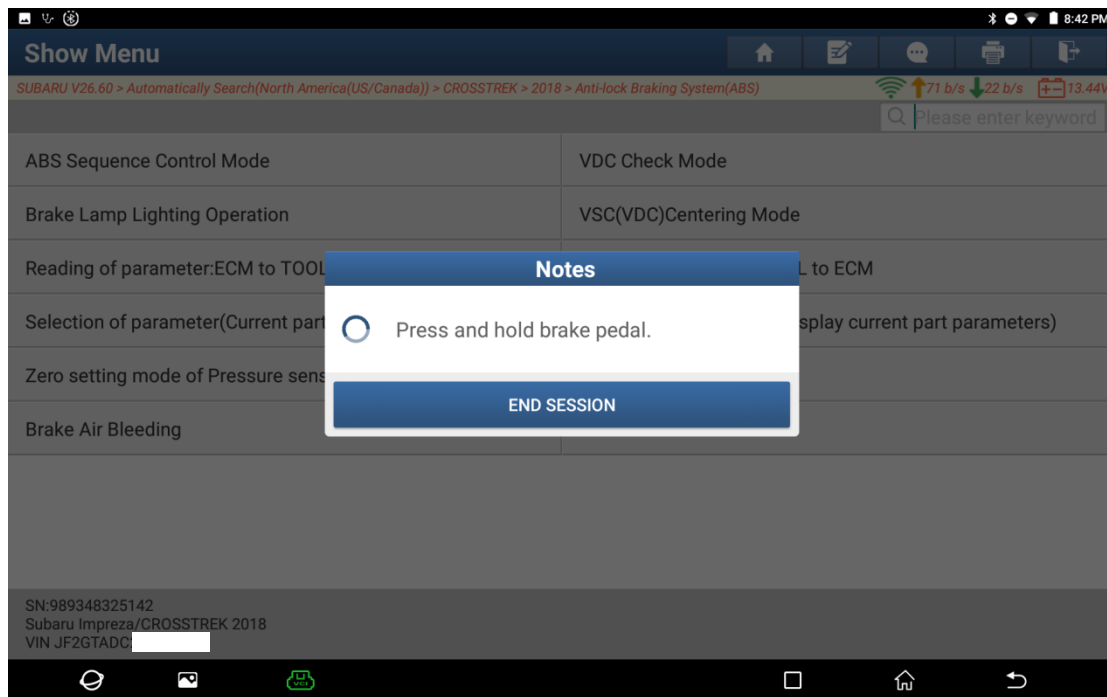 8:42 PM
Show Menu
SUBARU V26.60 > Automatically Search(North America(US/Canada)) > CROSSTREK > 2018 > Anti-lock Braking System(ABS)
71 b/s 22 b/s 13.44V
Please enter keyword
ABS Sequence Control Mode
VDC Check Mode
Brake Lamp Lighting Operation
VSC(VDC)Centering Mode
Reading of parameter:ECM to TOOL
L to ECM
Selection of parameter(Current part
splay current part parameters)
Zero setting mode of Pressure sens
Brake Air Bleeding
Notes
Press and hold brake pedal.
END SESSION
SN:989348325142
Subaru Impreza/CROSSTREK 2018
VIN JF2GTADC
VCI